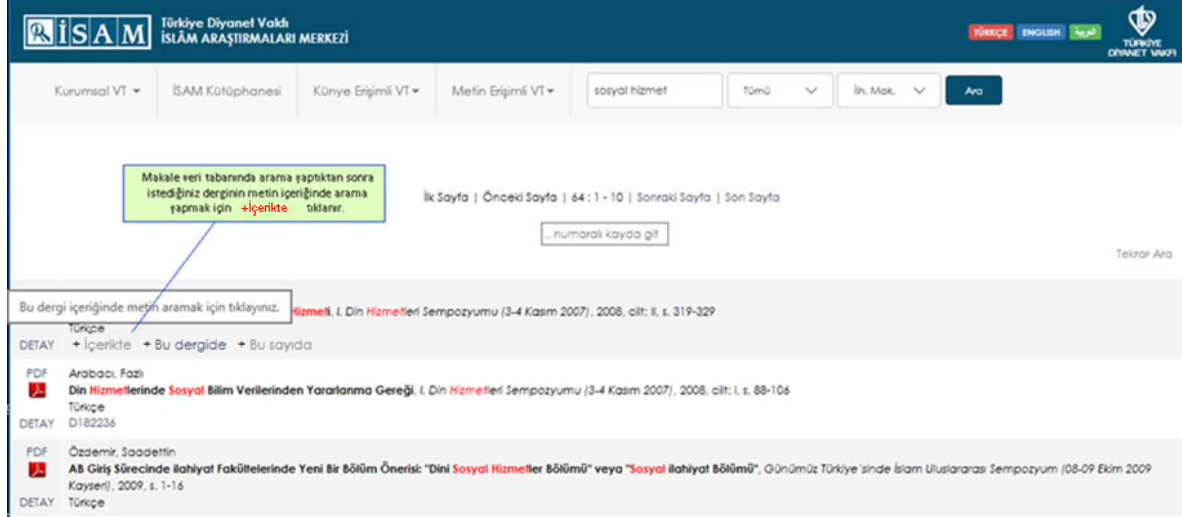 İSAM
Türkiye Diyanet Vakfı
İSLÂM ARAŞTIRMALARI MERKEZİ
TÜRKÇE ENGLISH العربية
TÜRKİYE
DİYANET VAKFI
Kurumsal VT İSAM Kütüphanesi Künye Erişimli VT Metin Erişimli VT sosyal hizmet Tümü İlh. Mak. Ara
Makale veri tabanında arama yaptıktan sonra
istediğiniz derginin metin içeriğinde arama
yapmak için +İçerikte tıklanır.
İlk Sayfa | Önceki Sayfa | 64 : 1 - 10 | Sonraki Sayfa | Son Sayfa
... numaralı kayda git
Tekrar Ara
Bu dergi içeriğinde metin aramak için tıklayınız.
Hizmeti, I. Din Hizmetleri Sempozyumu (3-4 Kasım 2007), 2008, cilt: II, s. 319-329
Türkçe
DETAY + İçerikte + Bu dergide + Bu sayıda
PDF Arabacı, Fazlı
Din Hizmetlerinde Sosyal Bilim Verilerinden Yararlanma Gereği, I. Din Hizmetleri Sempozyumu (3-4 Kasım 2007), 2008, cilt: I, s. 88-106
Türkçe
DETAY D182236
PDF Özdemir, Saadettin
AB Giriş Sürecinde ilahiyat Fakültelerinde Yeni Bir Bölüm Önerisi: "Dini Sosyal Hizmetler Bölümü" veya "Sosyal ilahiyat Bölümü", Günümüz Türkiye'sinde İslam Uluslararası Sempozyum (08-09 Ekim 2009
Kayseri), 2009, s. 1-16
DETAY Türkçe